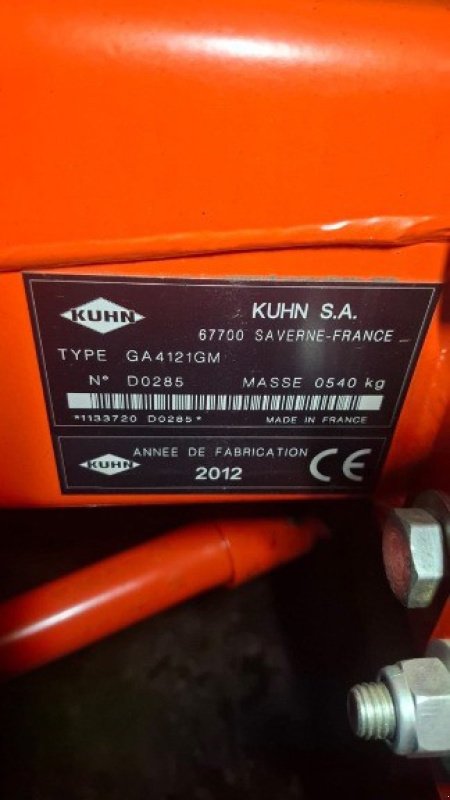 KUHN
KUHN S.A.
67700 SAVERNE-FRANCE
TYPE GA4121GM
N° D0285 MASSE 0540 kg
*1133720 D0285* MADE IN FRANCE
KUHN
ANNEE DE FABRICATION
2012
CE